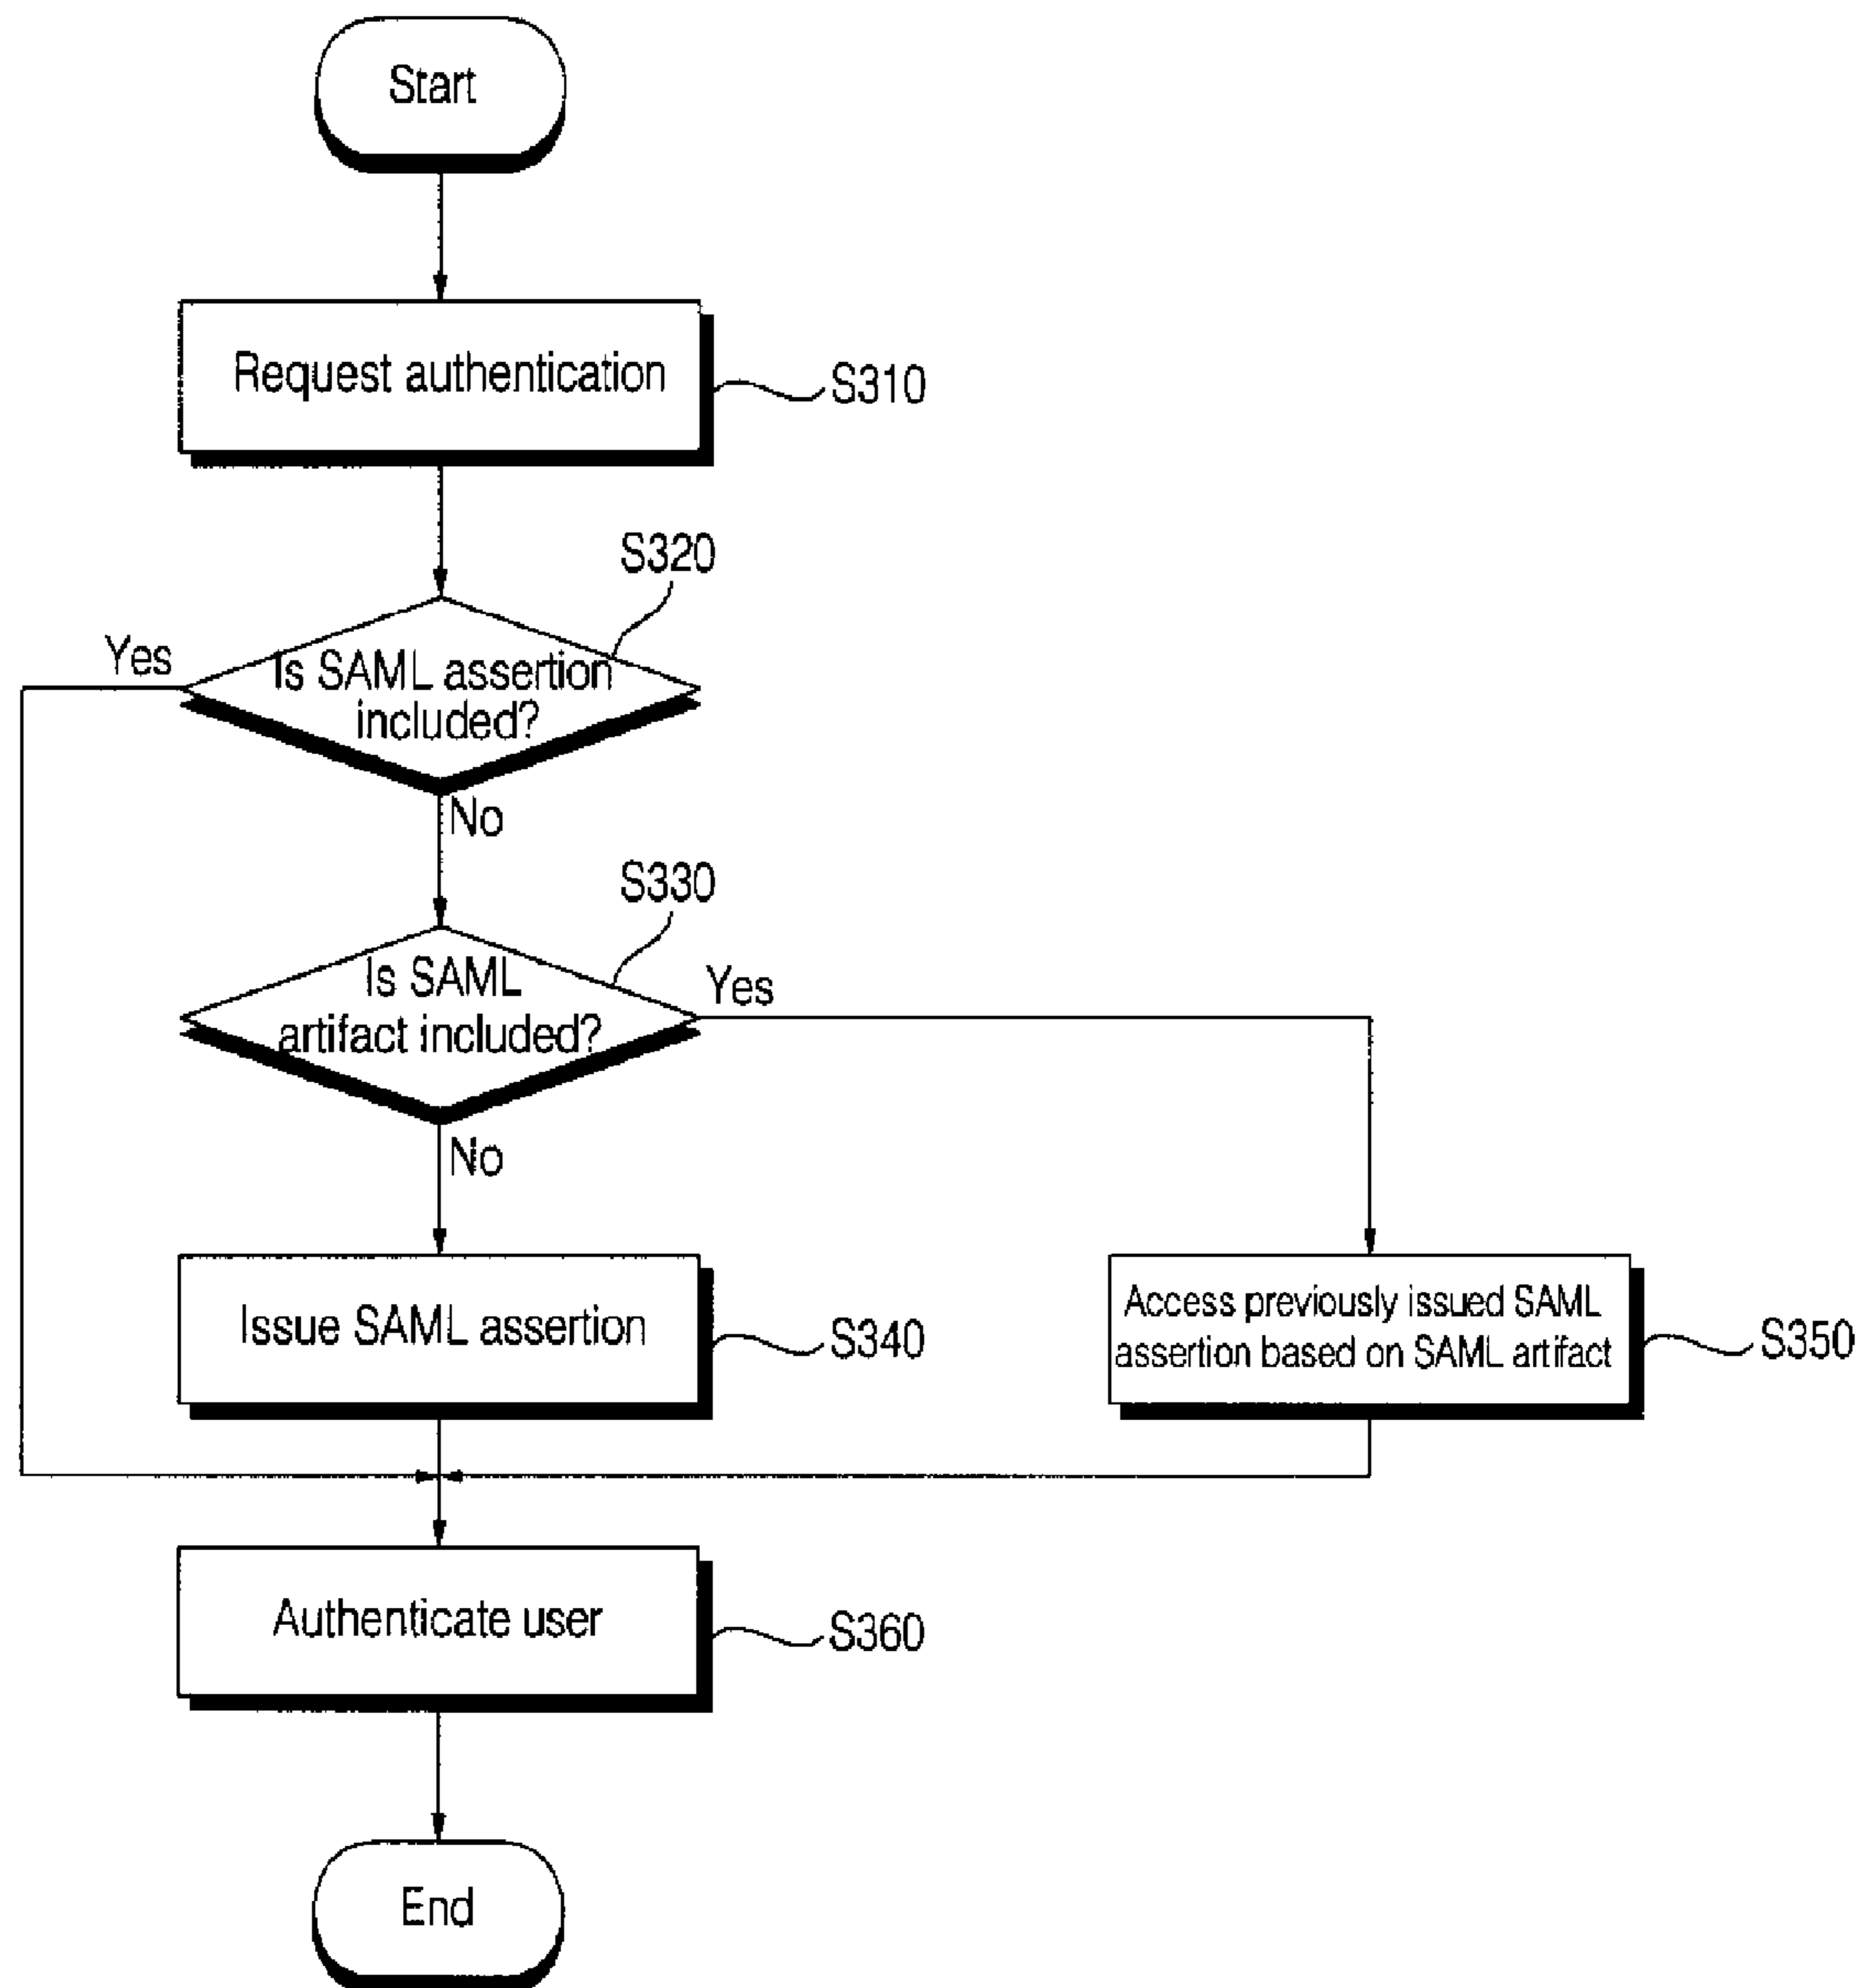 Start
Request authentication
S310
S320
Yes
Is SAML assertion
included?
No
S330
Is SAML
artifact included?
Yes
No
Issue SAML assertion
S340
Access previously issued SAML
assertion based on SAML artifact
S350
Authenticate user
S360
End